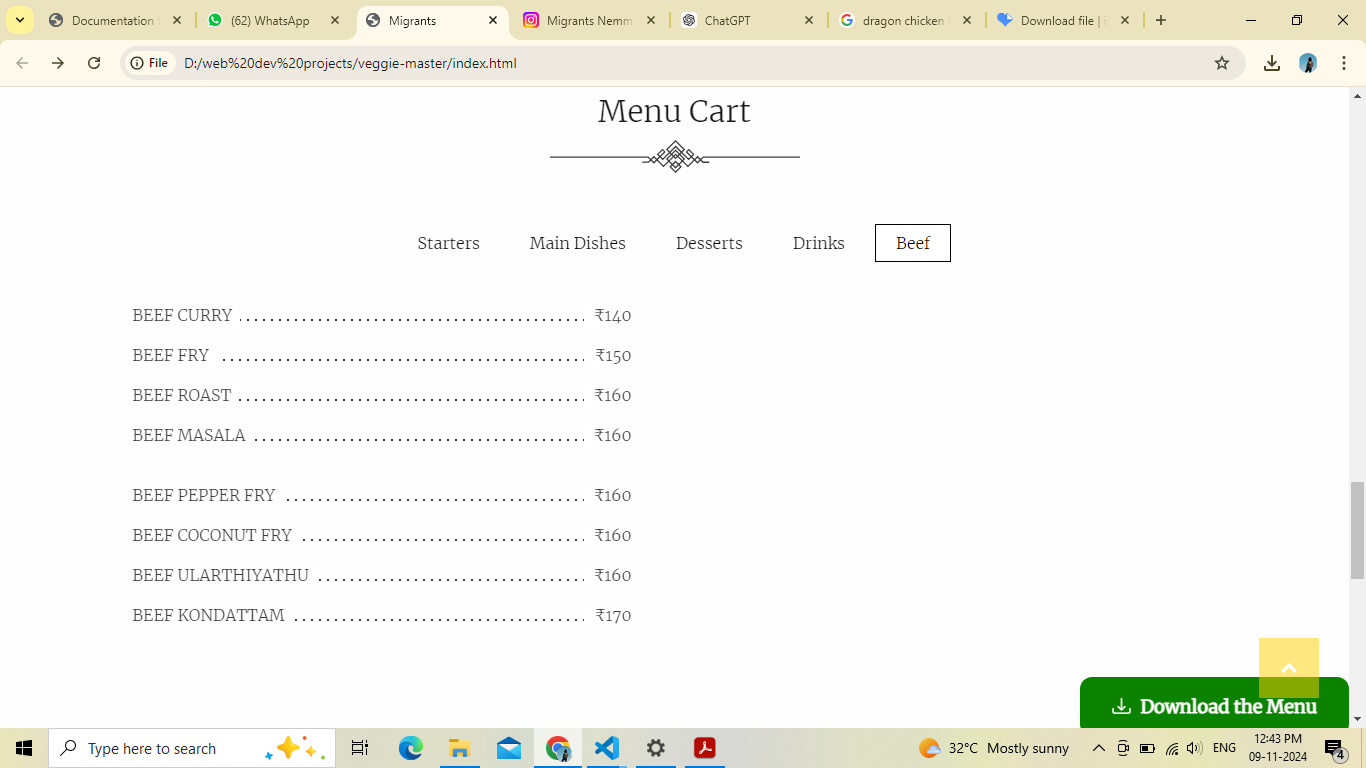 Documentation
(62) WhatsApp
Migrants
Migrants Nemm
ChatGPT
dragon chicken
Download file |
File D:/web%20dev%20projects/veggie-master/index.html
Menu Cart
Starters Main Dishes Desserts Drinks Beef
BEEF CURRY ₹140
BEEF FRY ₹150
BEEF ROAST ₹160
BEEF MASALA ₹160
BEEF PEPPER FRY ₹160
BEEF COCONUT FRY ₹160
BEEF ULARTHIYATHU ₹160
BEEF KONDATTAM ₹170
Download the Menu
Type here to search
32°C Mostly sunny
ENG
12:43 PM
09-11-2024
4